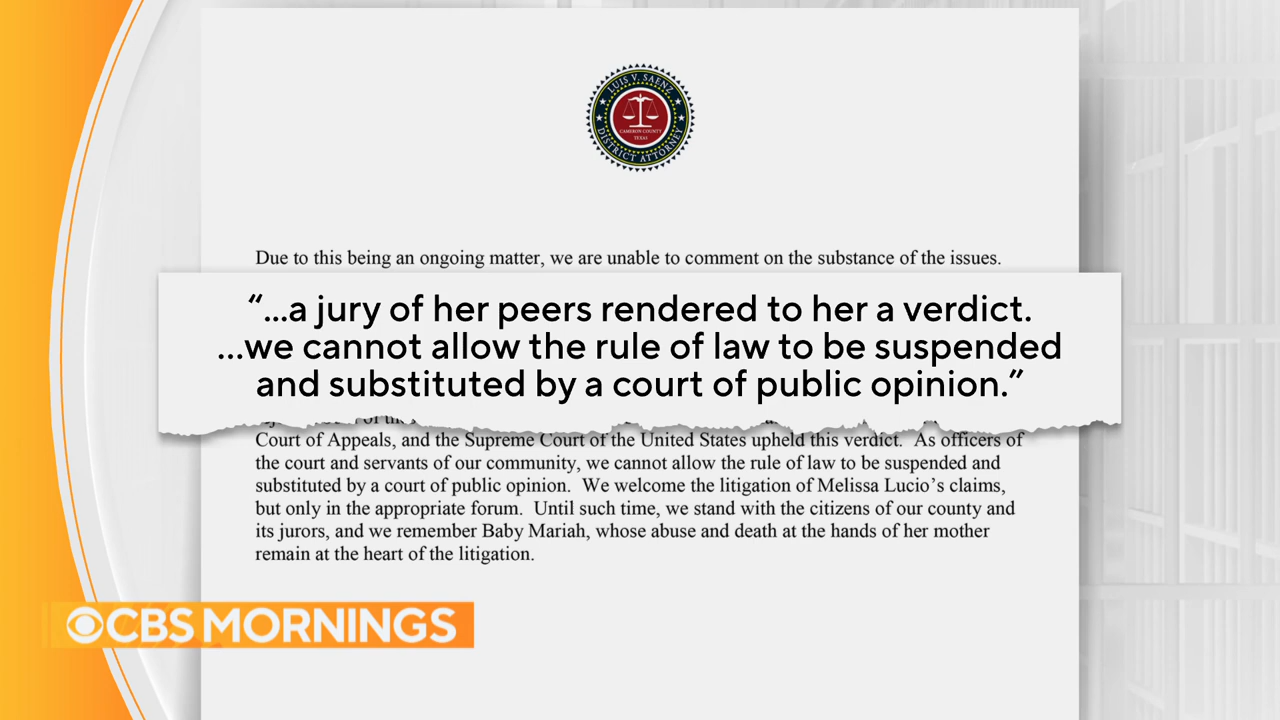 LUIS V. SAENZ
CAMERON COUNTY
TEXAS
DISTRICT ATTORNEY
Due to this being an ongoing matter, we are unable to comment on the substance of the issues.
“...a jury of her peers rendered to her a verdict.
...we cannot allow the rule of law to be suspended
and substituted by a court of public opinion.”
Court of Appeals, and the Supreme Court of the United States upheld this verdict.  As officers of
the court and servants of our community, we cannot allow the rule of law to be suspended and
substituted by a court of public opinion.  We welcome the litigation of Melissa Lucio’s claims,
but only in the appropriate forum.  Until such time, we stand with the citizens of our county and
its jurors, and we remember Baby Mariah, whose abuse and death at the hands of her mother
remain at the heart of the litigation.
CBS MORNINGS